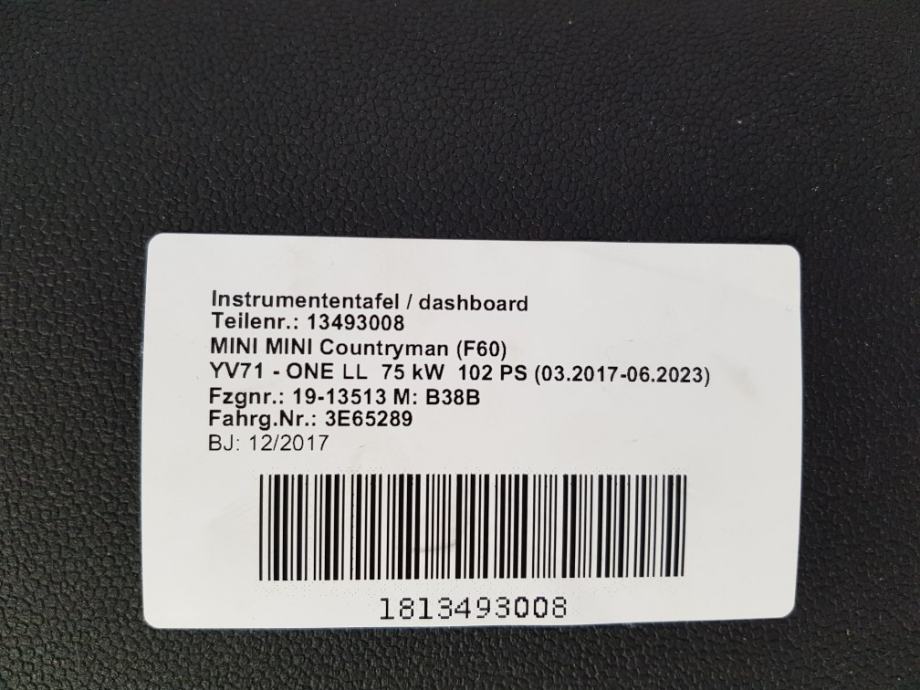 Instrumententafel / dashboard
Teilenr.: 13493008
MINI MINI Countryman (F60)
YV71 - ONE LL 75 kW 102 PS (03.2017-06.2023)
Fzgnr.: 19-13513 M: B38B
Fahrg.Nr.: 3E65289
BJ: 12/2017
1813493008